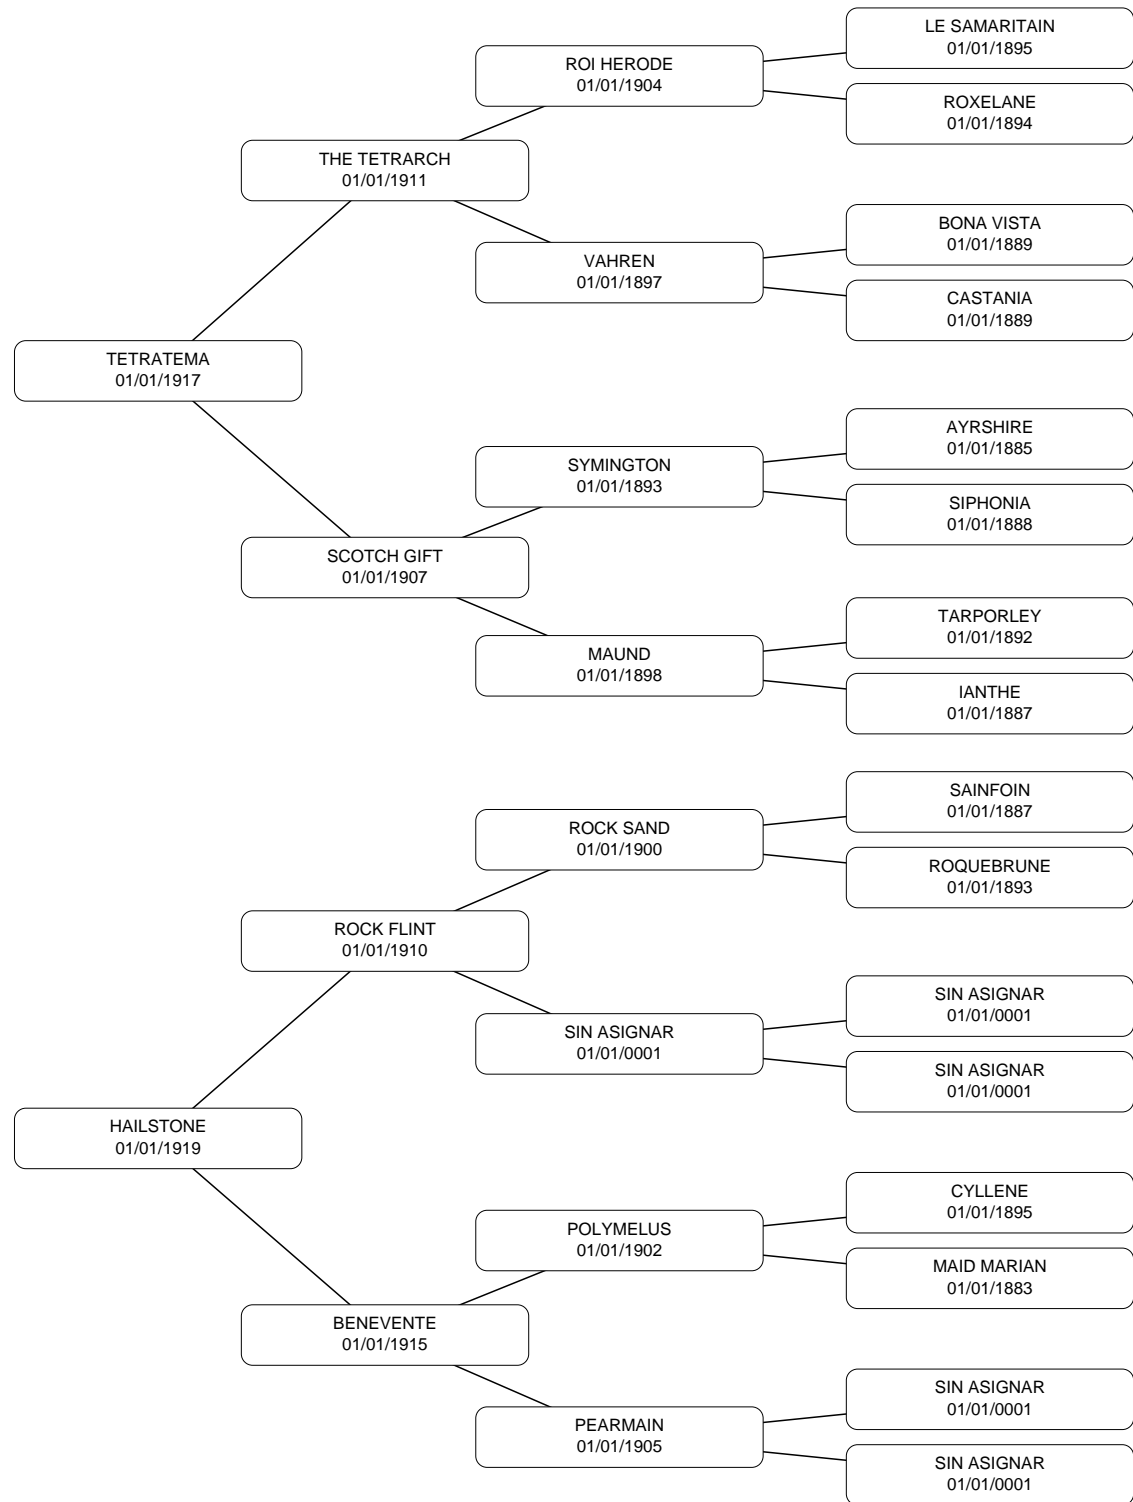 LE SAMARITAIN
01/01/1895
ROI HERODE
01/01/1904
ROXELANE
01/01/1894
THE TETRARCH
01/01/1911
BONA VISTA
01/01/1889
VAHREN
01/01/1897
CASTANIA
01/01/1889
TETRATEMA
01/01/1917
AYRSHIRE
01/01/1885
SYMINGTON
01/01/1893
SIPHONIA
01/01/1888
SCOTCH GIFT
01/01/1907
TARPORLEY
01/01/1892
MAUND
01/01/1898
IANTHE
01/01/1887
SAINFOIN
01/01/1887
ROCK SAND
01/01/1900
ROQUEBRUNE
01/01/1893
ROCK FLINT
01/01/1910
SIN ASIGNAR
01/01/0001
SIN ASIGNAR
01/01/0001
SIN ASIGNAR
01/01/0001
HAILSTONE
01/01/1919
CYLLENE
01/01/1895
POLYMELUS
01/01/1902
MAID MARIAN
01/01/1883
BENEVENTE
01/01/1915
SIN ASIGNAR
01/01/0001
PEARMAIN
01/01/1905
SIN ASIGNAR
01/01/0001